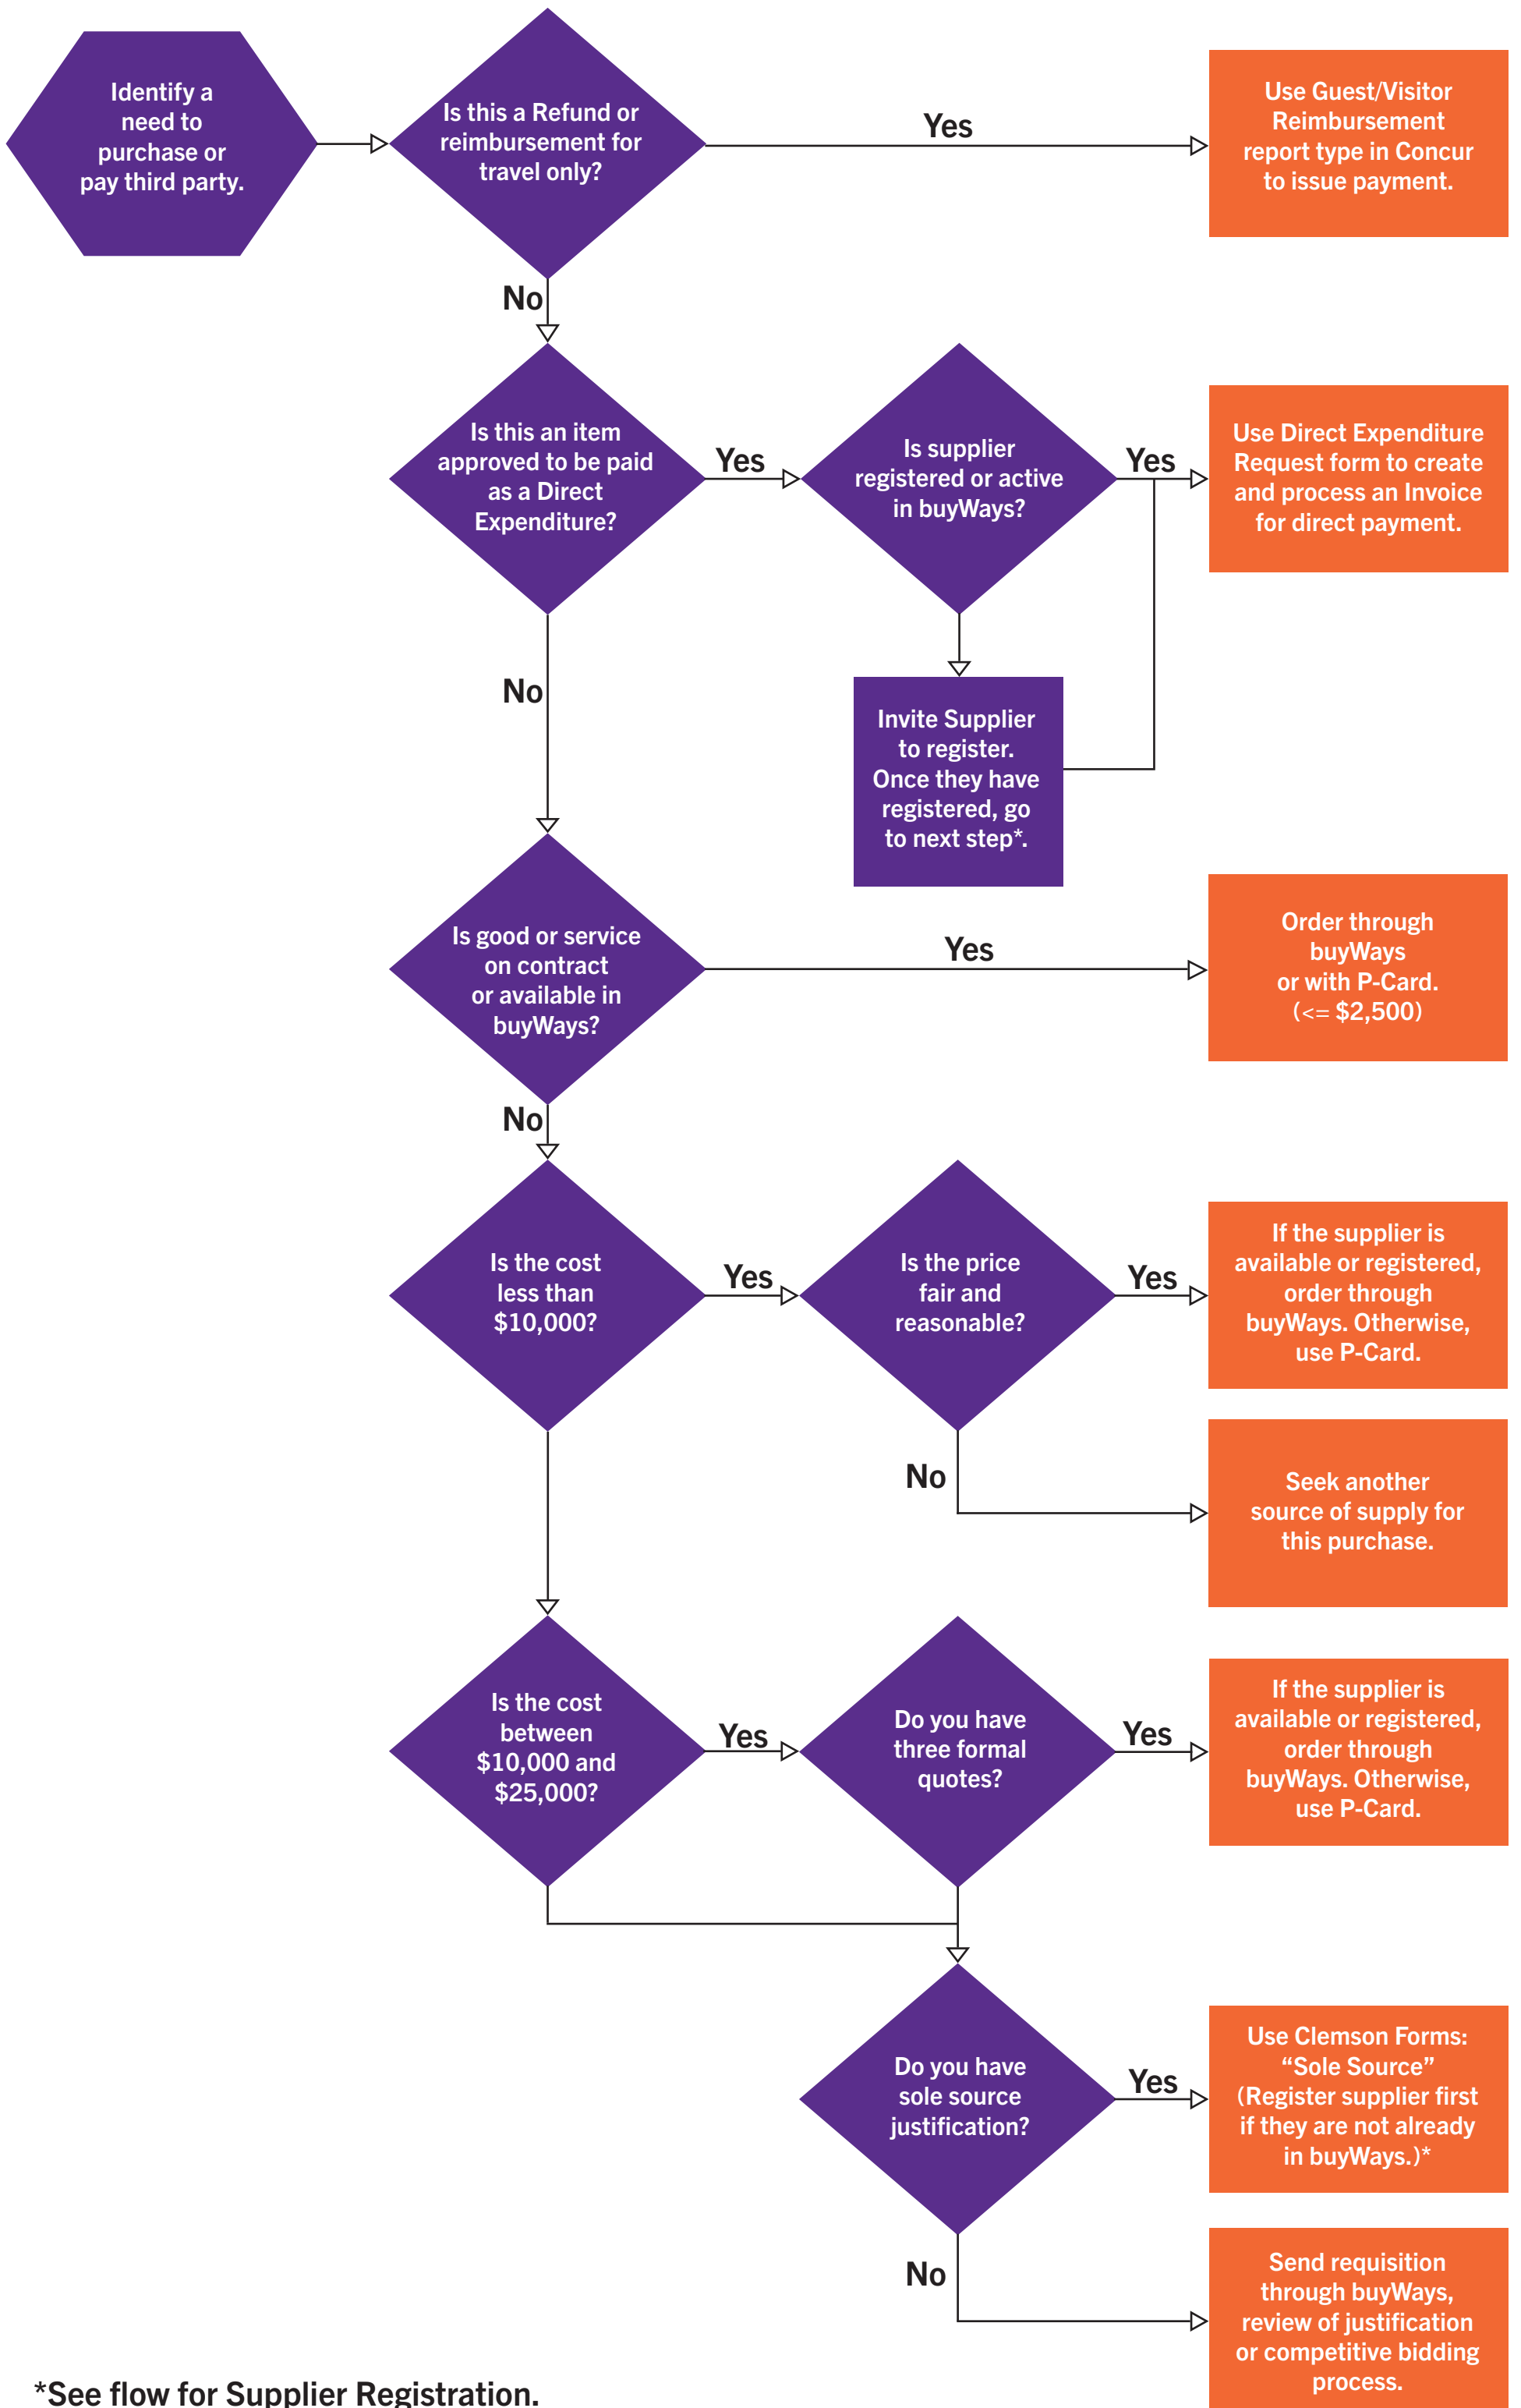 Identify a
need to
purchase or
pay third party.
Is this a Refund or
reimbursement for
travel only?
Yes
Use Guest/Visitor
Reimbursement
report type in Concur
to issue payment.
No
Is this an item
approved to be paid
as a Direct
Expenditure?
Yes
Is supplier
registered or active
in buyWays?
Yes
Use Direct Expenditure
Request form to create
and process an Invoice
for direct payment.
No
Invite Supplier
to register.
Once they have
registered, go
to next step*.
Is good or service
on contract
or available in
buyWays?
Yes
Order through
buyWays
or with P-Card.
(<= $2,500)
No
Is the cost
less than
$10,000?
Yes
Is the price
fair and
reasonable?
Yes
If the supplier is
available or registered,
order through
buyWays. Otherwise,
use P-Card.
No
Seek another
source of supply for
this purchase.
Is the cost
between
$10,000 and
$25,000?
Yes
Do you have
three formal
quotes?
Yes
If the supplier is
available or registered,
order through
buyWays. Otherwise,
use P-Card.
Do you have
sole source
justification?
Yes
Use Clemson Forms:
“Sole Source”
(Register supplier first
if they are not already
in buyWays.)*
No
Send requisition
through buyWays,
review of justification
or competitive bidding
process.
*See flow for Supplier Registration.